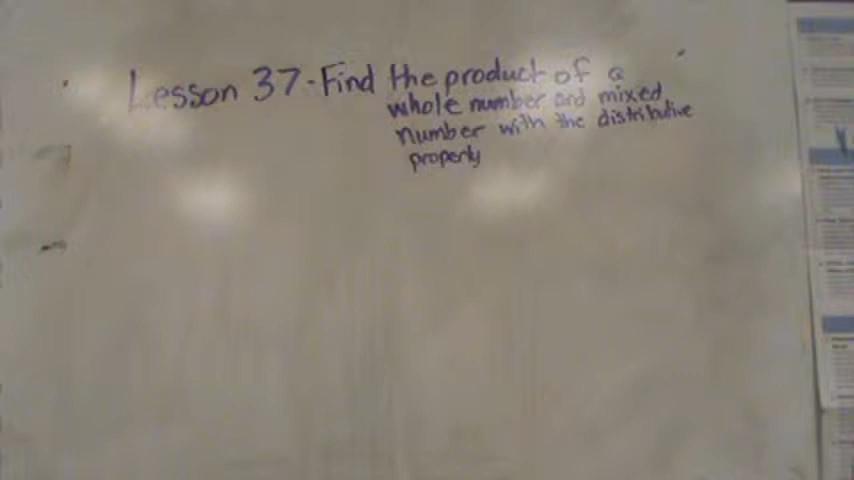 Lesson 37-Find the product of a
whole number and mixed
number with the distributive
property